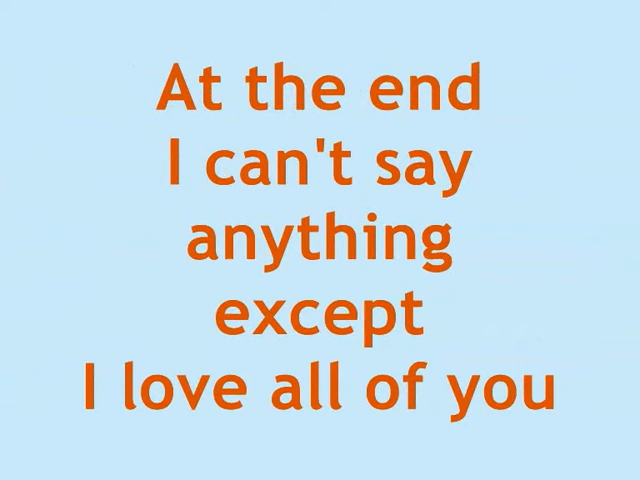 At the end
I can't say
anything
except
I love all of you